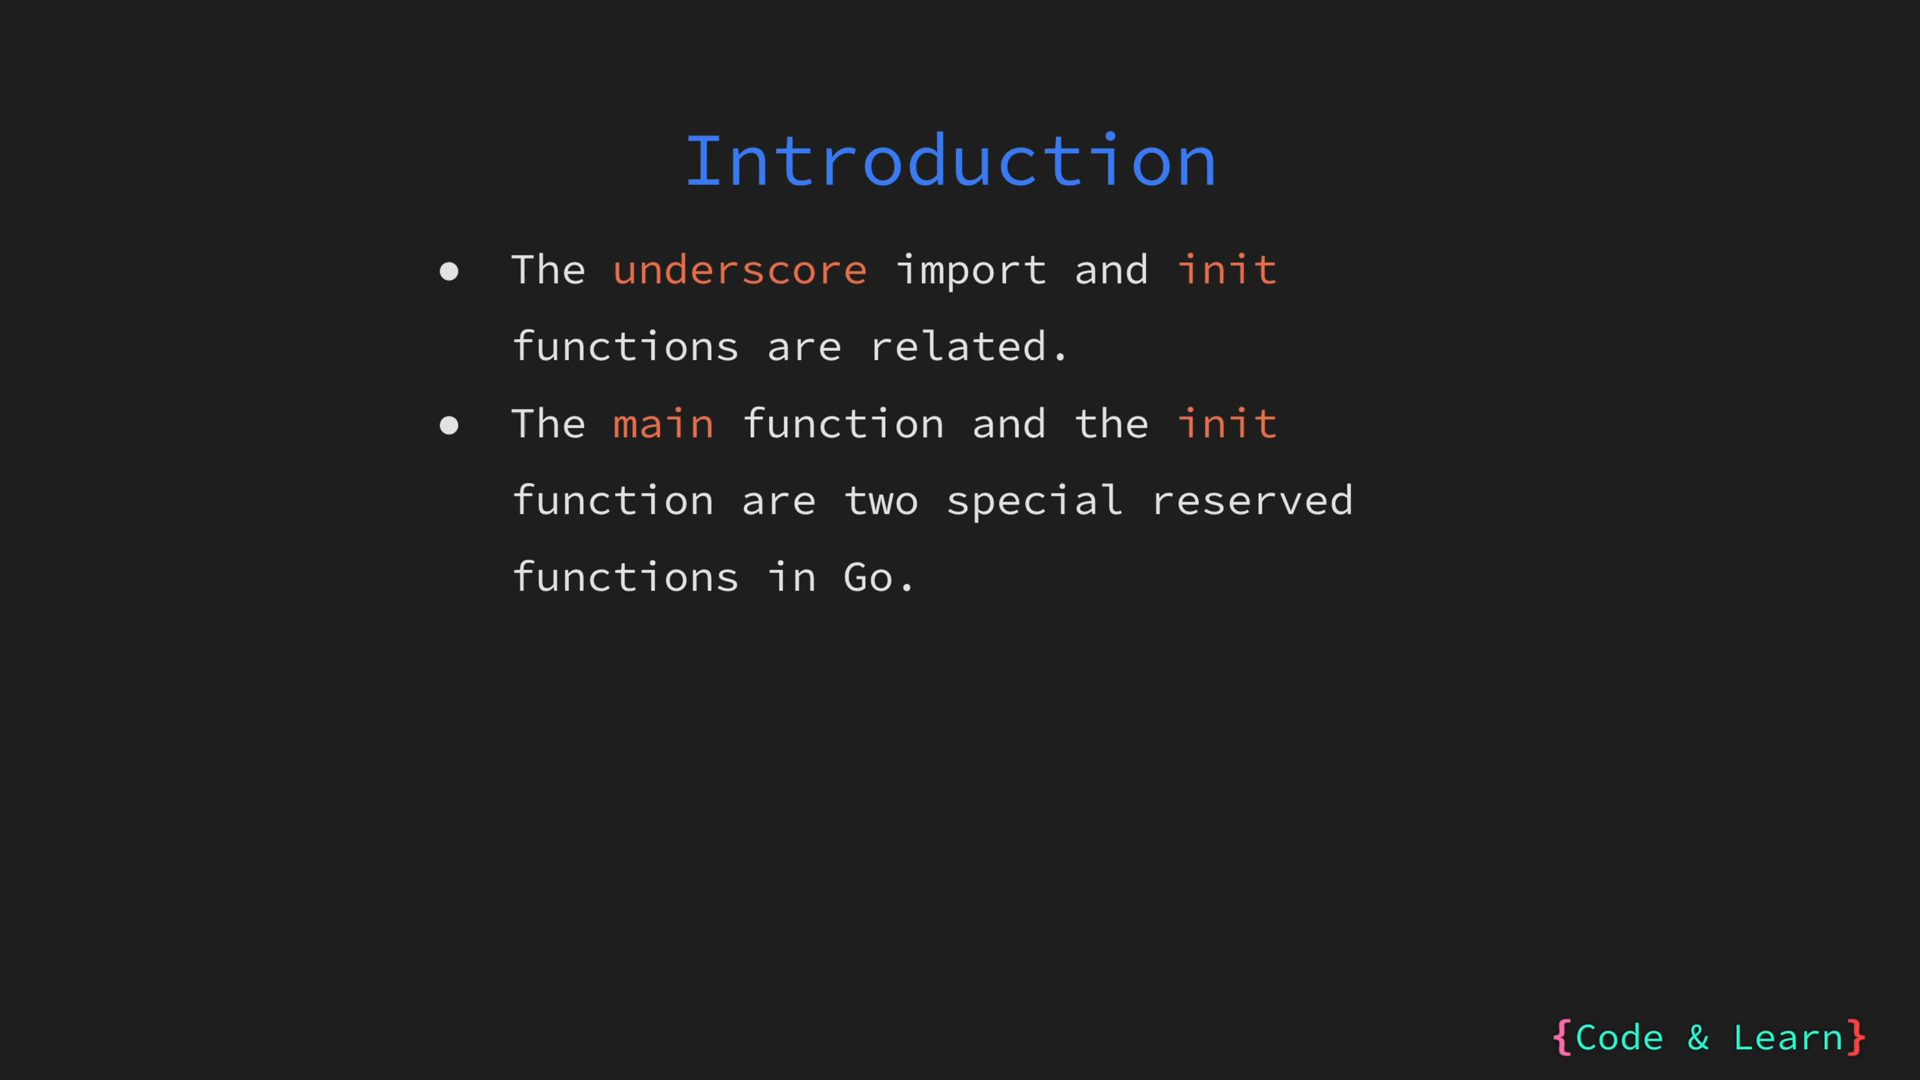 Introduction
● The underscore import and init
functions are related.
● The main function and the init
function are two special reserved
functions in Go.
{Code & Learn}